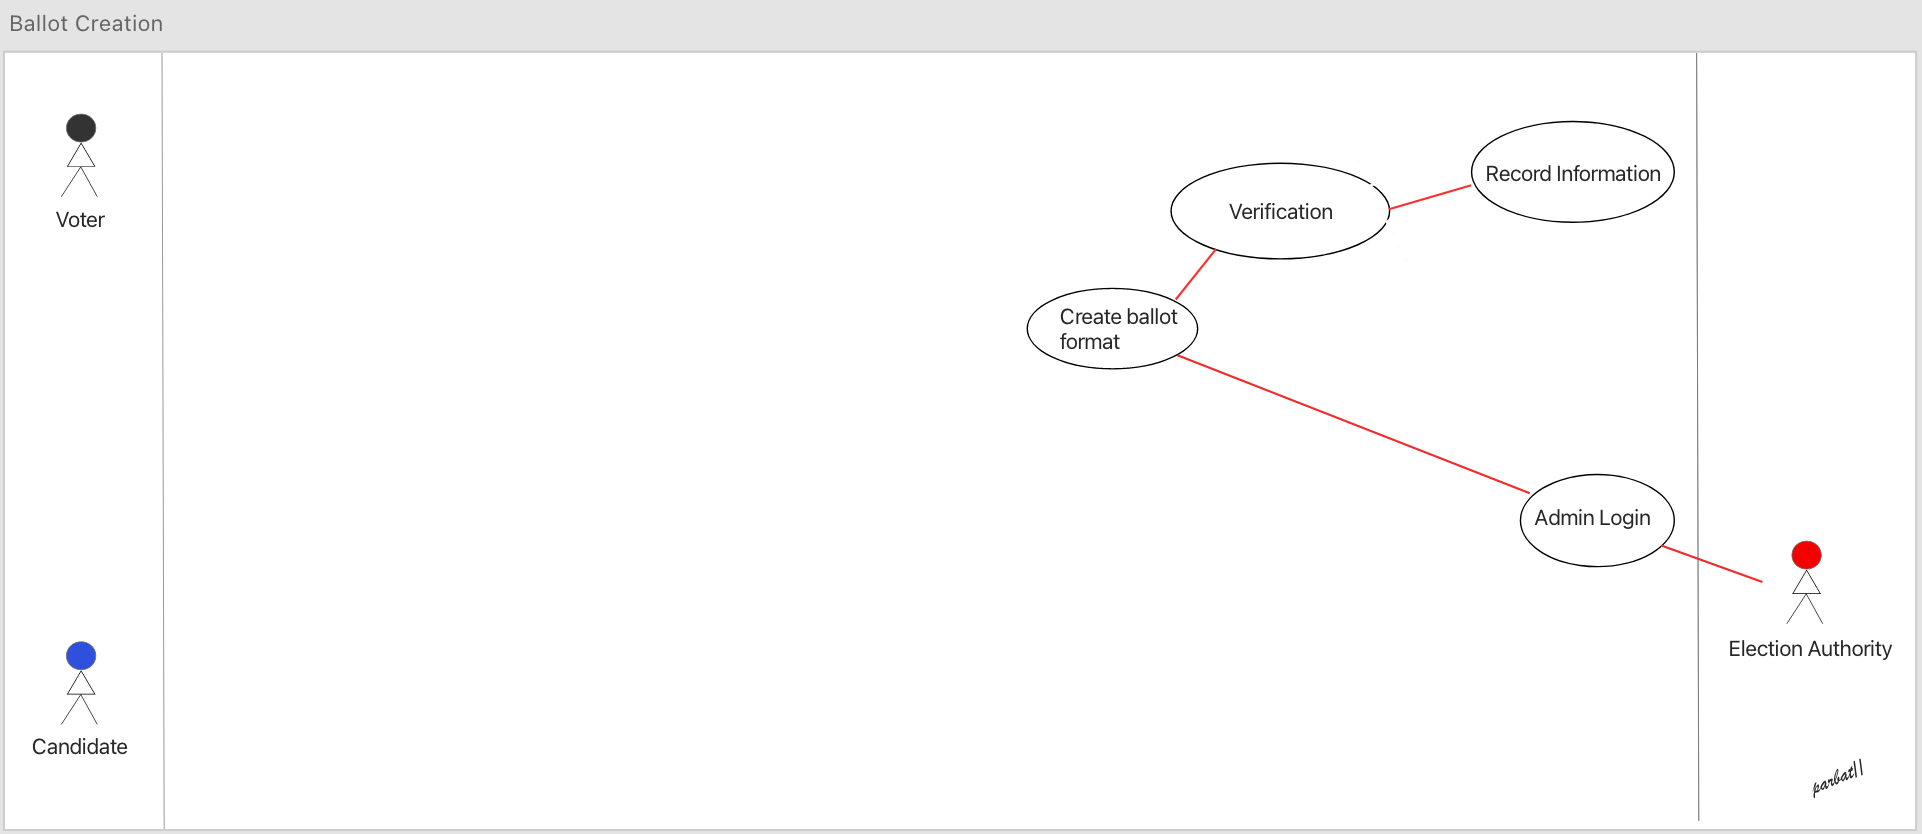 Ballot Creation
Voter
Record Information
Verification
Create ballot
format
Admin Login
Election Authority
Candidate
parbat||